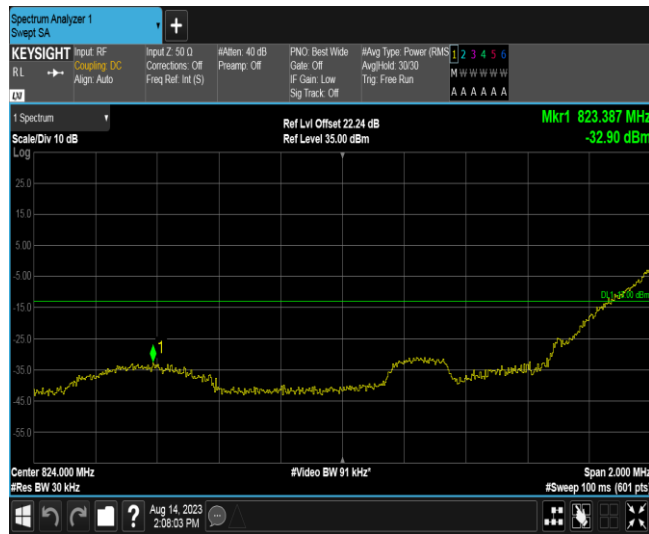 Spectrum Analyzer 1
Swept SA
+
KEYSIGHT
RL
LXI
Input: RF
Coupling: DC
Align: Auto
Input Z: 50 Ω
Corrections: Off
Freq Ref: Int (S)
#Atten: 40 dB
Preamp: Off
PNO: Best Wide
Gate: Off
IF Gain: Low
Sig Track: Off
#Avg Type: Power (RMS
Avg|Hold: 30/30
Trig: Free Run
1 2 3 4 5 6
M W W W W W
A A A A A A
1 Spectrum
Scale/Div 10 dB
Ref Lvl Offset 22.24 dB
Ref Level 35.00 dBm
Mkr1 823.387 MHz
-32.90 dBm
Log
25.0
15.0
5.00
-5.00
DL1 -13.00 dBm
-15.0
-25.0
1
-35.0
-45.0
-55.0
Center 824.000 MHz
#Video BW 91 kHz*
Span 2.000 MHz
#Res BW 30 kHz
#Sweep 100 ms (601 pts
?
Aug 14, 2023
2:08:03 PM